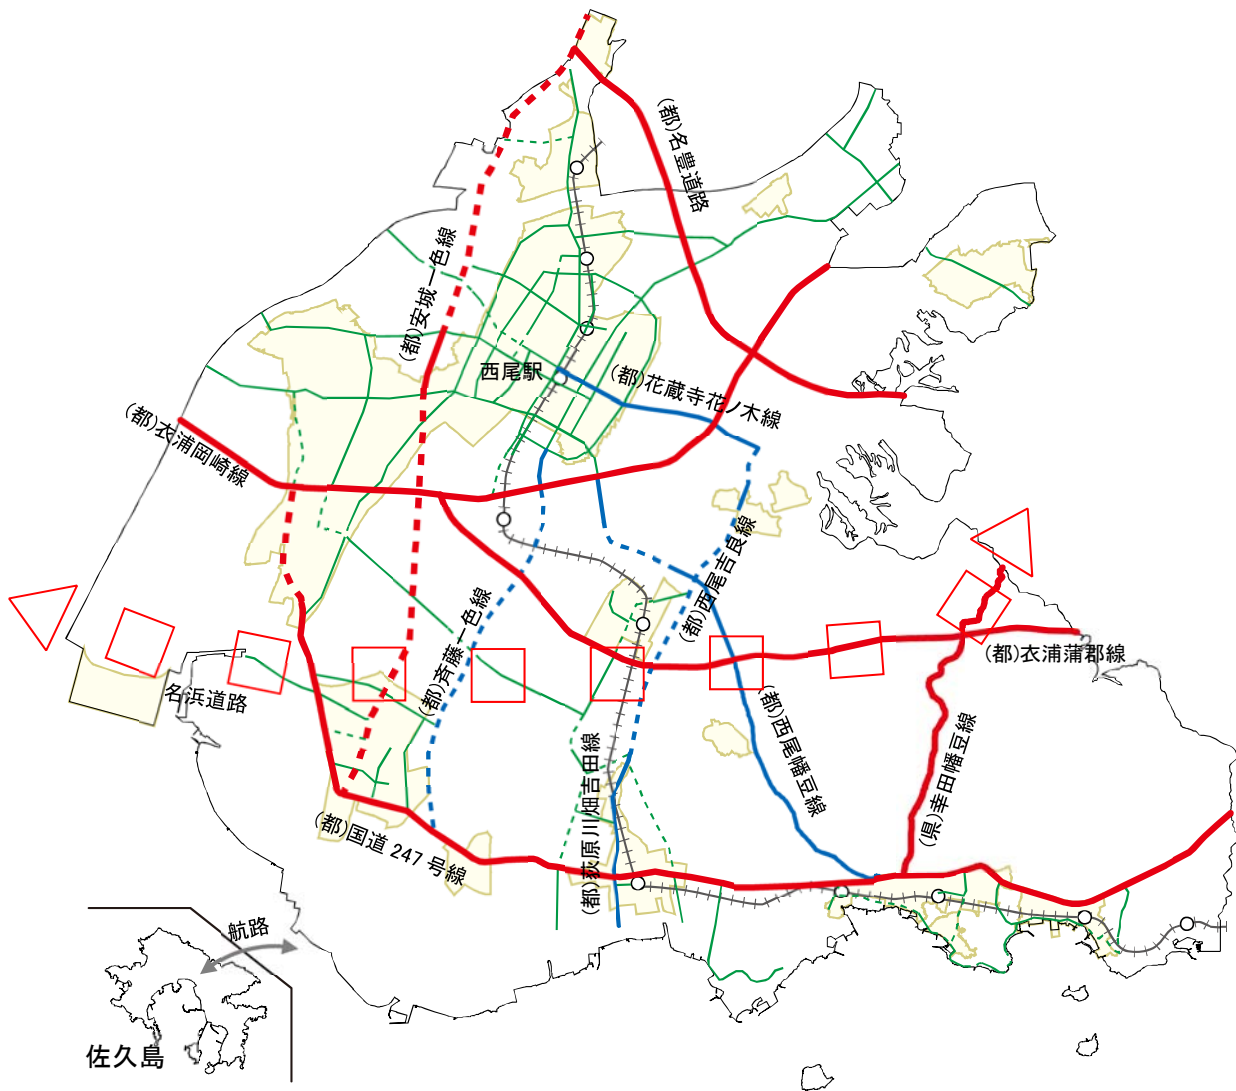 (都)名豊道路
(都)安城一色線
西尾駅
(都)花蔵寺花ノ木線
(都)衣浦岡崎線
(都)西尾吉良線
(都)斉藤一色線
(都)衣浦蒲郡線
名浜道路
(都)西尾幡豆線
(都)荻原川畑吉田線
(県)幸田幡豆線
(都)国道 247 号線
航路
佐久島